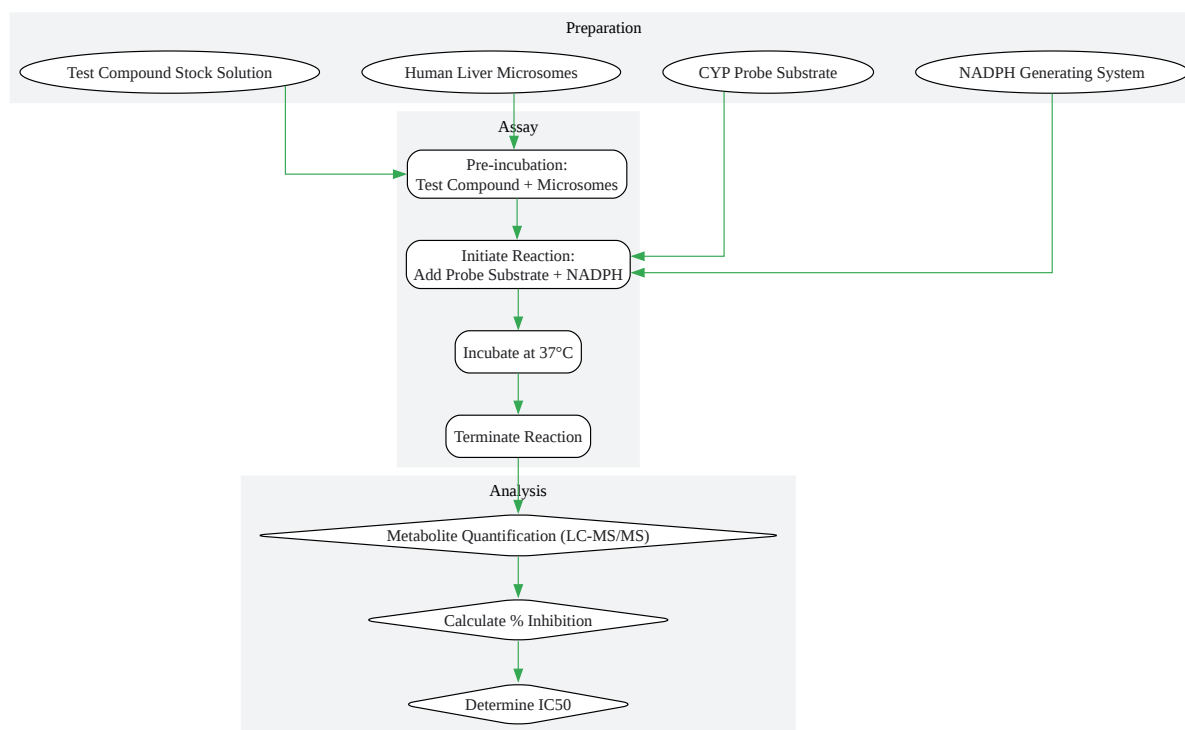 Preparation
Test Compound Stock Solution
Human Liver Microsomes
CYP Probe Substrate
NADPH Generating System
Assay
Pre-incubation:
Test Compound + Microsomes
Initiate Reaction:
Add Probe Substrate + NADPH
Incubate at 37°C
Terminate Reaction
Analysis
Metabolite Quantification (LC-MS/MS)
Calculate % Inhibition
Determine IC50